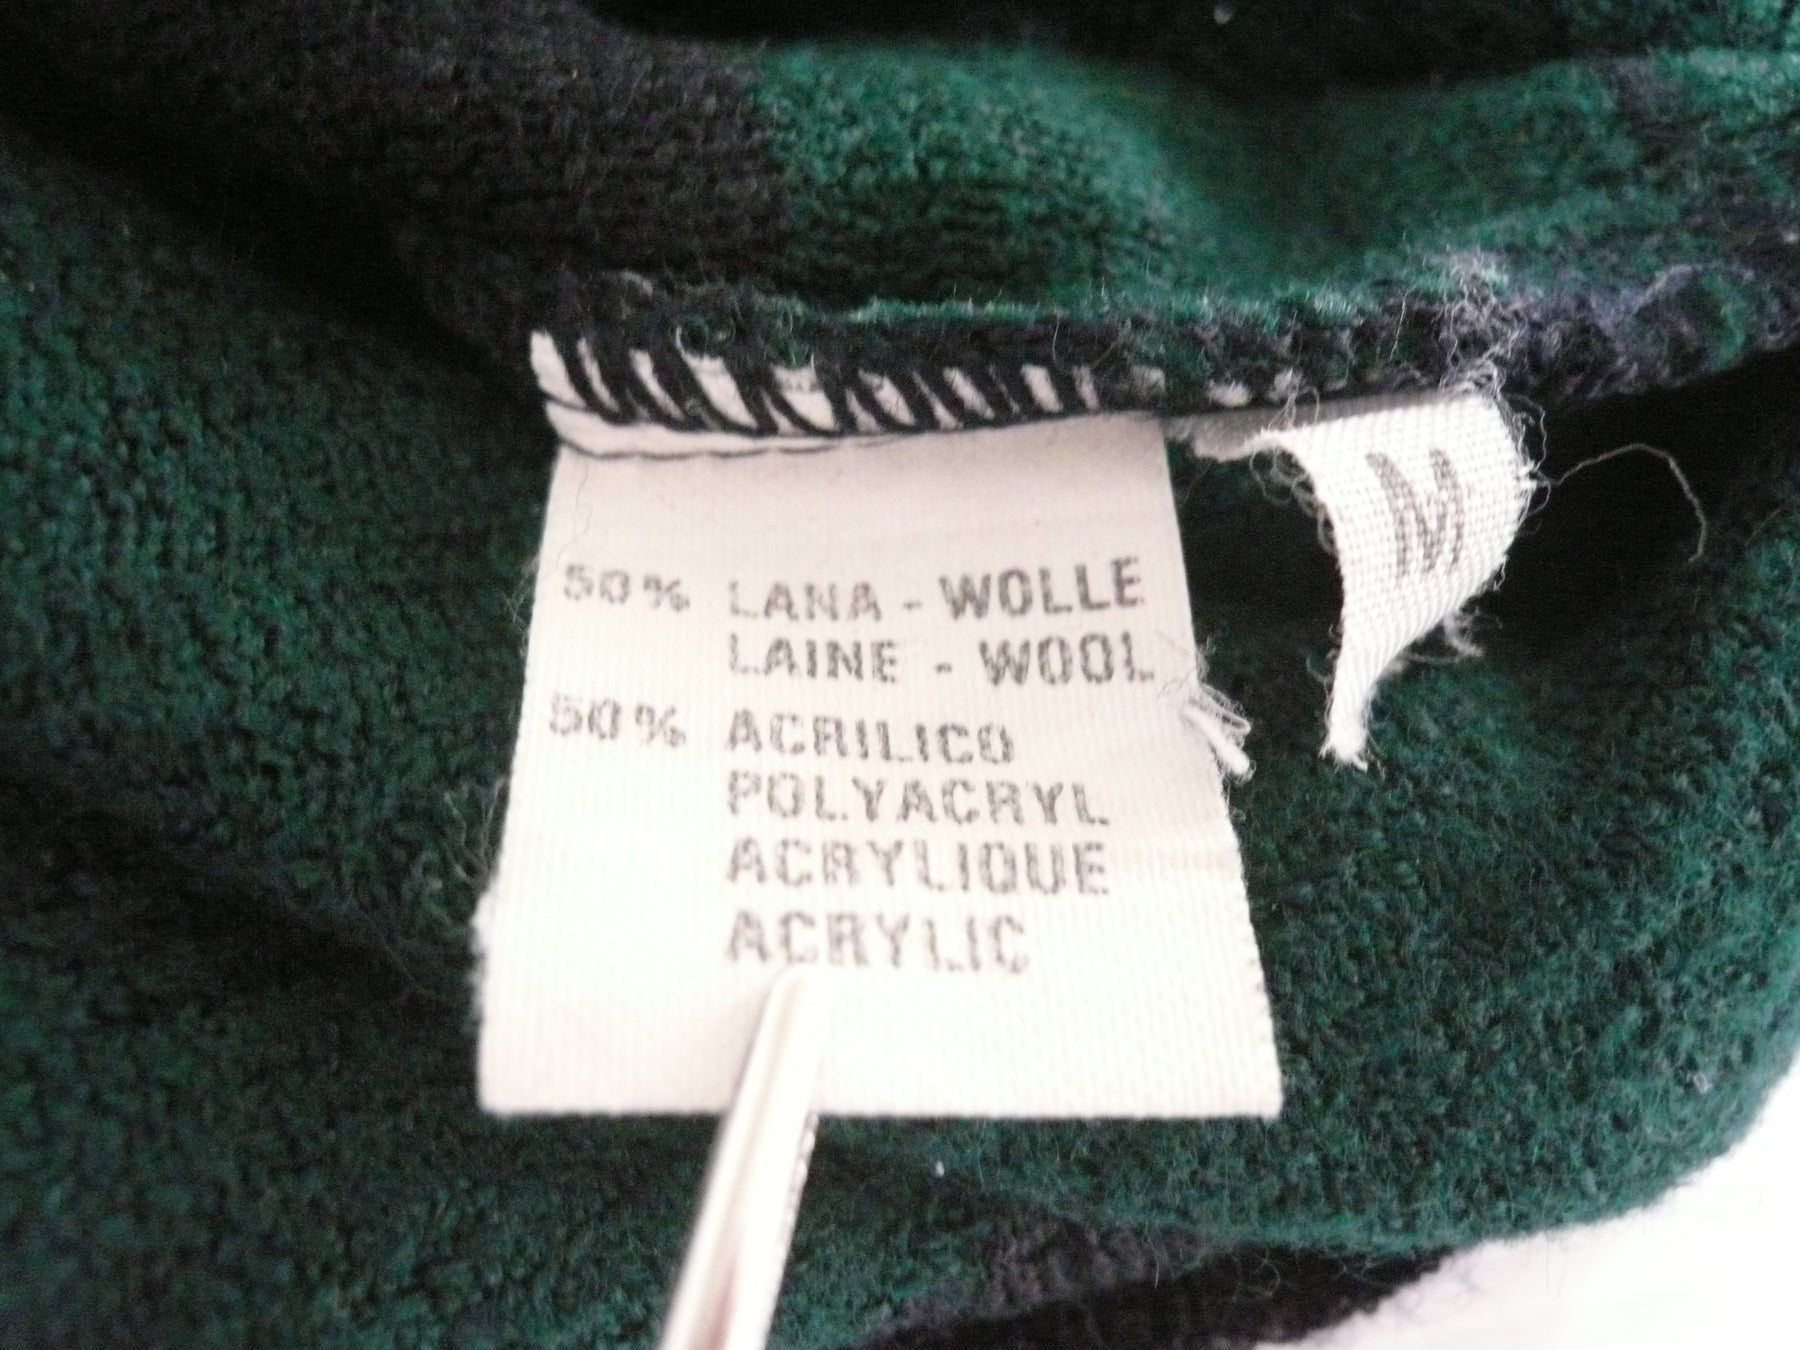 50% LANA - WOLLE
LAINE - WOOL
50% ACRILICO
POLYACRYL
ACRYLIQUE
ACRYLIC
M